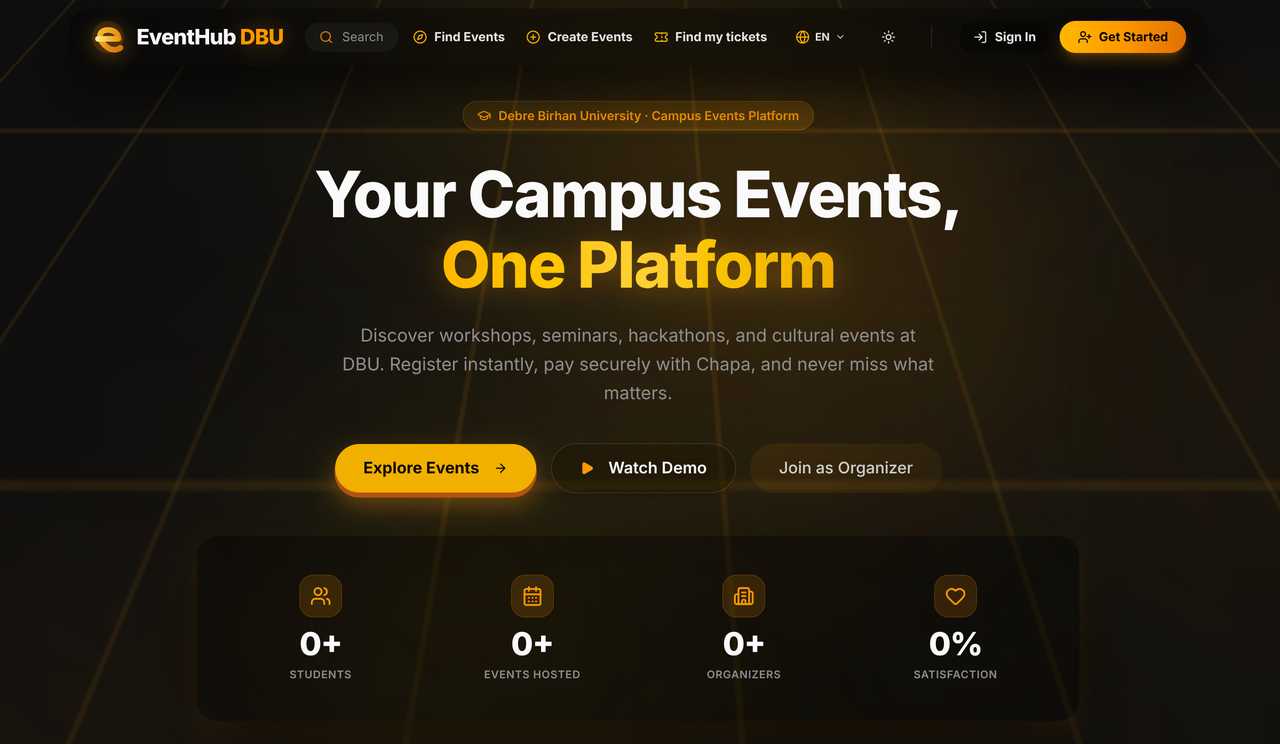 EventHub DBU
Search
Find Events
Create Events
Find my tickets
EN
Sign In
Get Started
Debre Birhan University · Campus Events Platform
Your Campus Events,
One Platform
Discover workshops, seminars, hackathons, and cultural events at
DBU. Register instantly, pay securely with Chapa, and never miss what
matters.
Explore Events
Watch Demo
Join as Organizer
0+
STUDENTS
0+
EVENTS HOSTED
0+
ORGANIZERS
0%
SATISFACTION